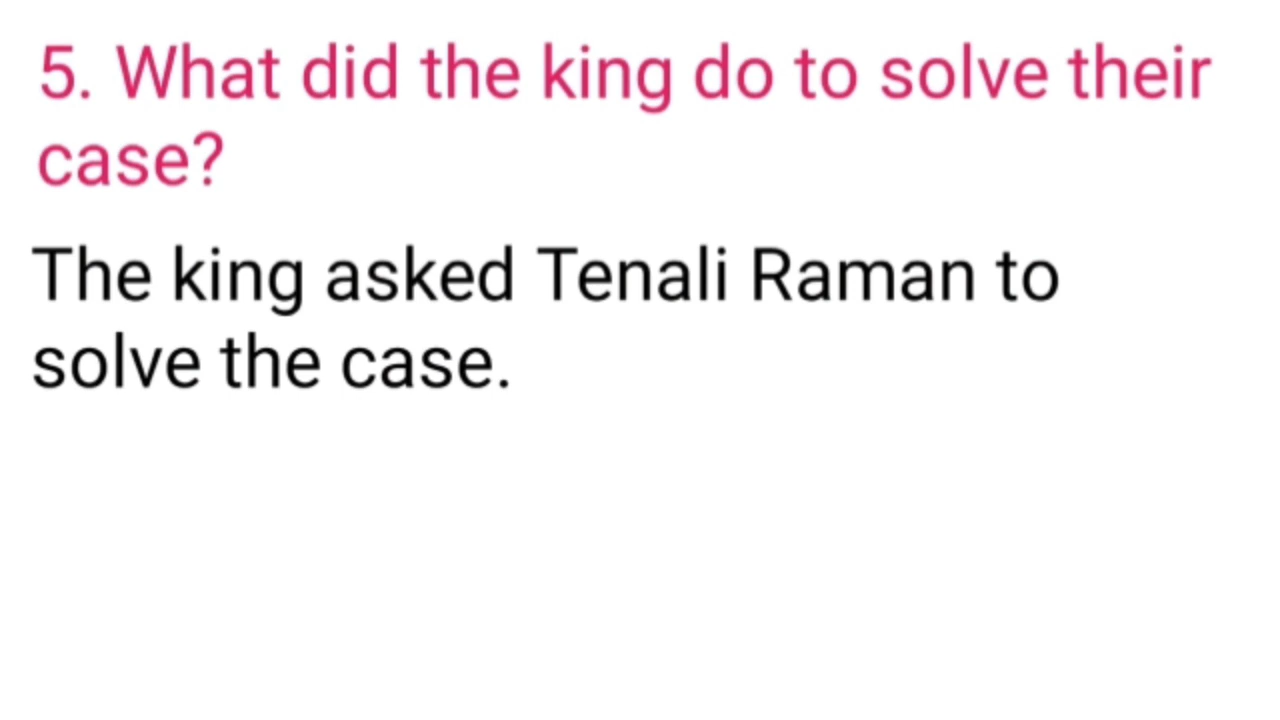 5. What did the king do to solve their
case?
The king asked Tenali Raman to
solve the case.